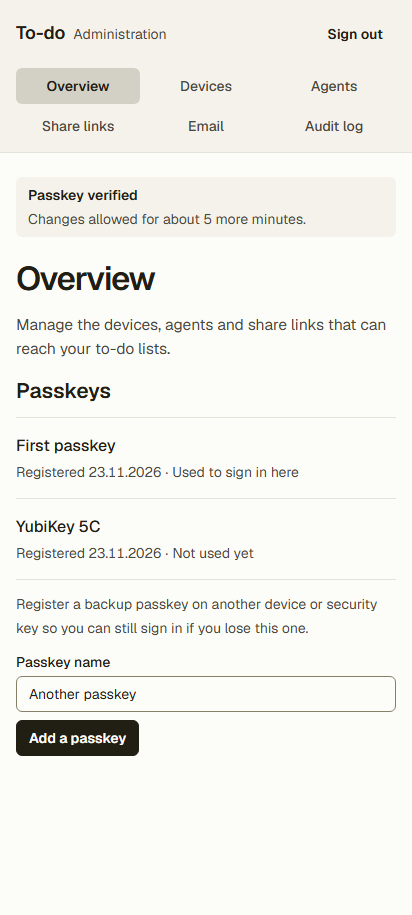 To-do Administration Sign out
Overview Devices Agents
Share links Email Audit log
Passkey verified
Changes allowed for about 5 more minutes.
Overview
Manage the devices, agents and share links that can
reach your to-do lists.
Passkeys
First passkey
Registered 23.11.2026 · Used to sign in here
YubiKey 5C
Registered 23.11.2026 · Not used yet
Register a backup passkey on another device or security
key so you can still sign in if you lose this one.
Passkey name
Another passkey
Add a passkey